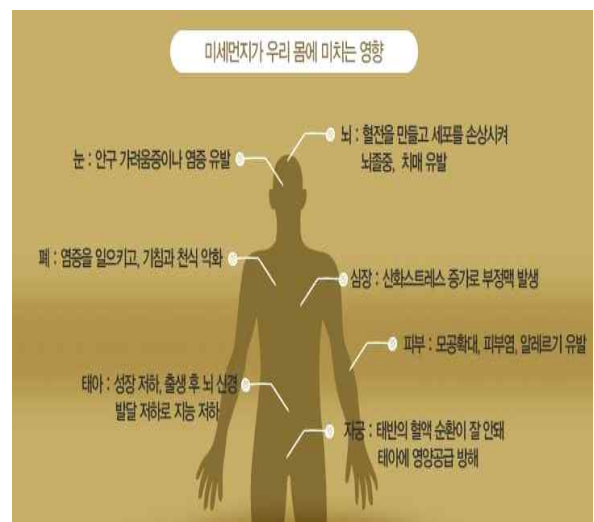 미세먼지가 우리 몸에 미치는 영향
뇌 : 혈전을 만들고 세포를 손상시켜
뇌졸중, 치매 유발
눈 : 안구 가려움증이나 염증 유발
폐 : 염증을 일으키고, 기침과 천식 악화
심장 : 산화스트레스 증가로 부정맥 발생
피부 : 모공확대, 피부염, 알레르기 유발
태아 : 성장 저하, 출생 후 뇌 신경
발달 저하로 지능 저하
자궁 : 태반의 혈액 순환이 잘 안돼
태아에 영양공급 방해